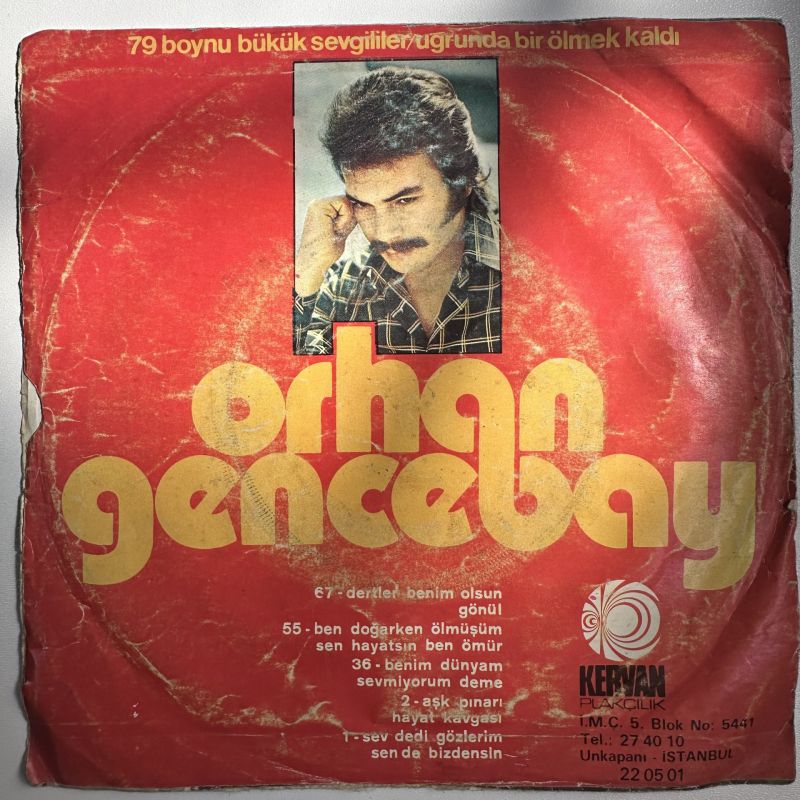 79 boynu bükük sevgililer/uğrunda bir ölmek kaldı
orhan
gencebay
67 - dertler benim olsun
gönül
55 - ben doğarken ölmüşüm
sen hayatsın ben ömür
36 - benim dünyam
sevmiyorum deme
2 - aşk pınarı
hayat kavgası
1 - sev dedi gözlerim
sen de bizdensin
KERVAN
PLAKÇILIK
İ.M.Ç. 5. Blok No: 5441
Tel.: 27 40 10
Unkapanı - İSTANBUL
22 05 01